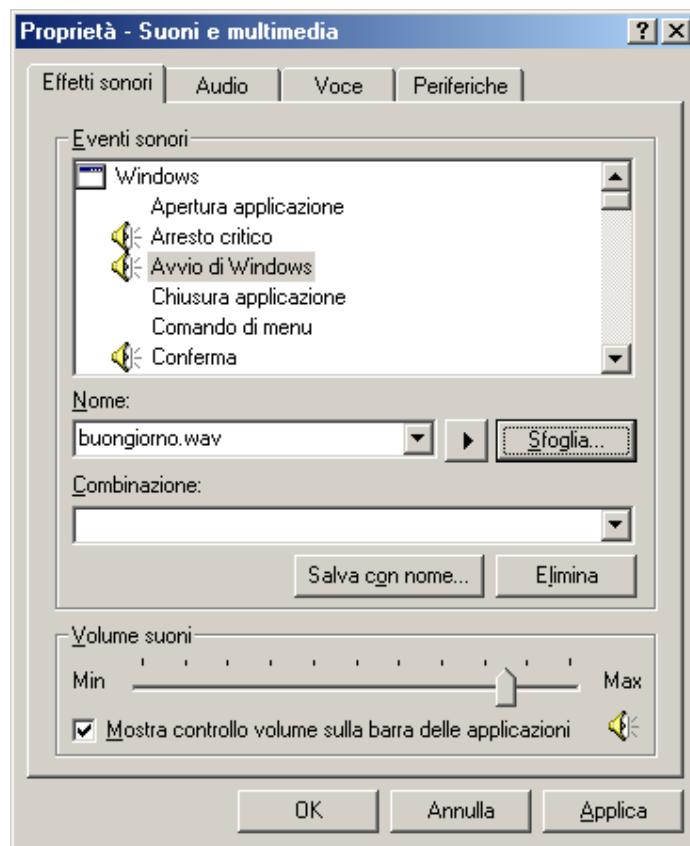 Proprietà - Suoni e multimedia
Effetti sonori
Audio
Voce
Periferiche
Eventi sonori
Windows
Apertura applicazione
Arresto critico
Avvio di Windows
Chiusura applicazione
Comando di menu
Conferma
Nome:
buongiorno.wav
Sfoglia...
Combinazione:
Salva con nome...
Elimina
Volume suoni
Min
Max
Mostra controllo volume sulla barra delle applicazioni
OK
Annulla
Applica